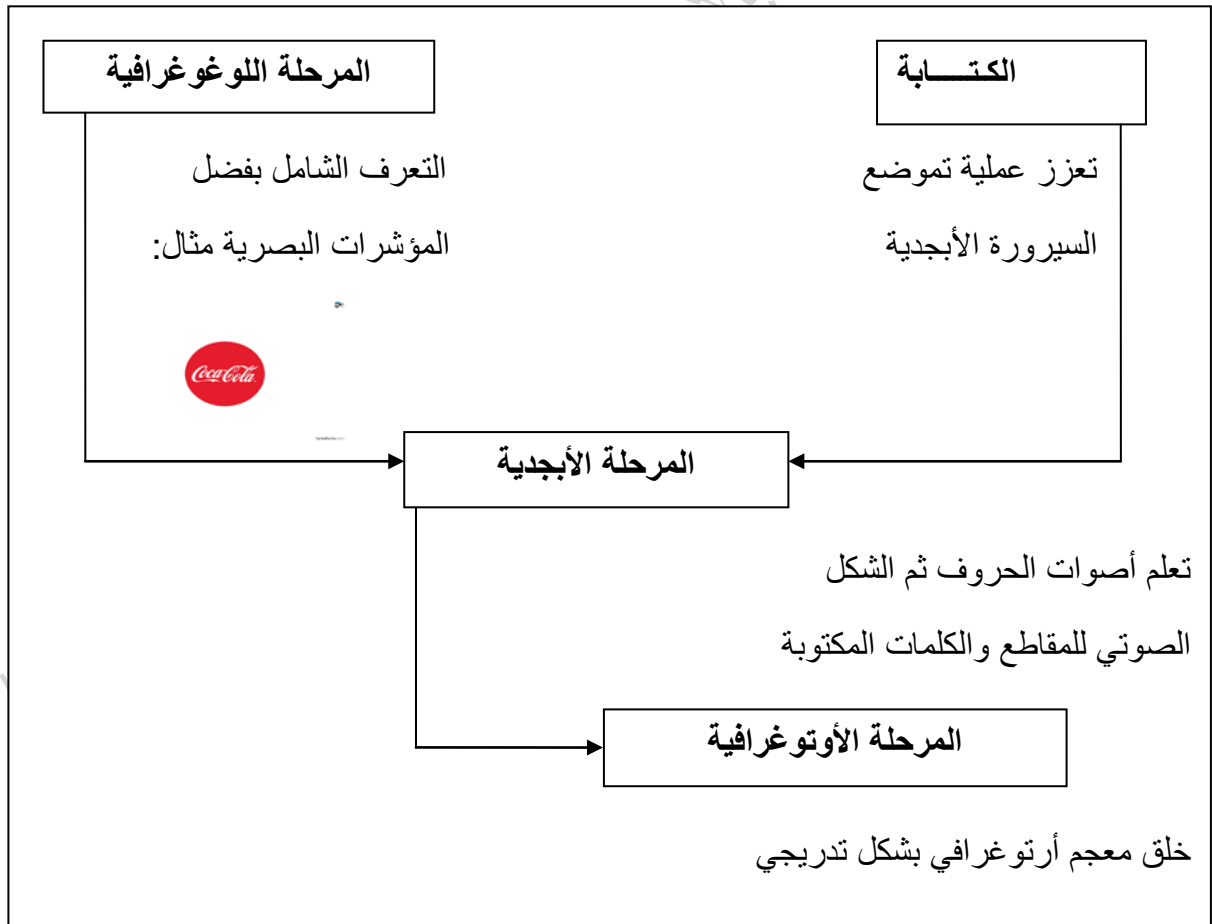 الكتـــــابة
المرحلة اللوغوغرافية
تعزز عملية تموضع
السيرورة الأبجدية
التعرف الشامل بفضل
المؤشرات البصرية مثال:
Coca-Cola
المرحلة الأبجدية
تعلم أصوات الحروف ثم الشكل
الصوتي للمقاطع والكلمات المكتوبة
المرحلة الأوتوغرافية
خلق معجم أرتوغرافي بشكل تدريجي